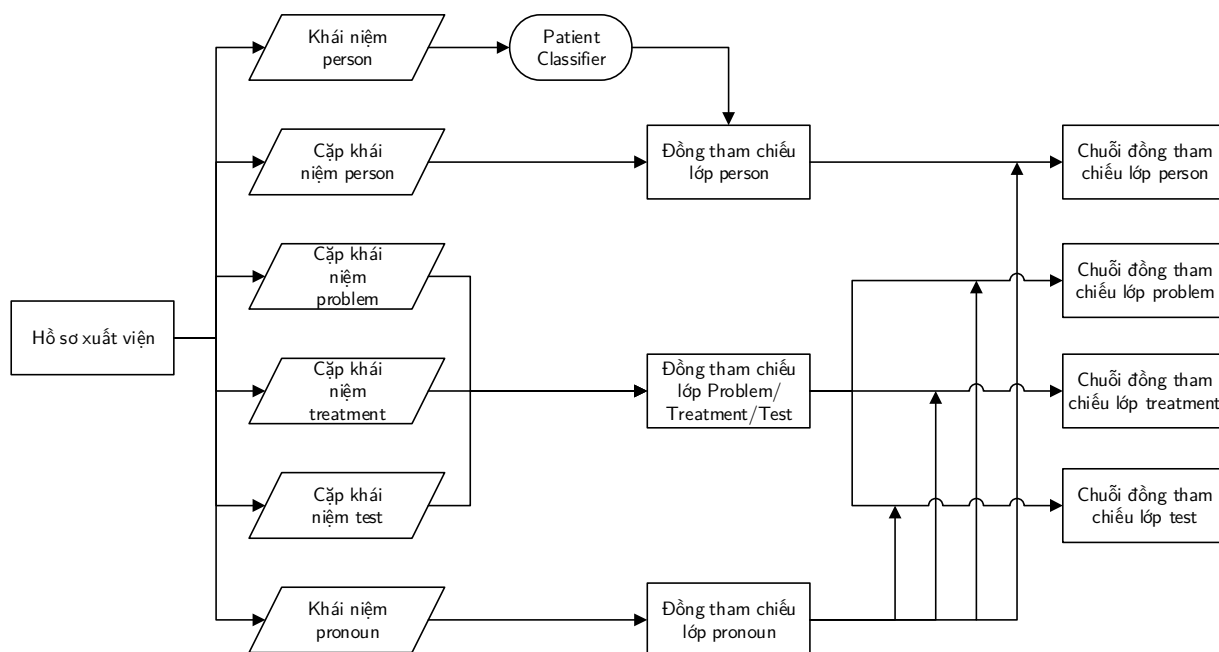 Khái niệm
person
Patient
Classifier
Cặp khái
niệm person
Đồng tham chiếu
lớp person
Chuỗi đồng tham
chiếu lớp person
Cặp khái
niệm
problem
Chuỗi đồng tham
chiếu lớp problem
Hồ sơ xuất viện
Cặp khái
niệm
treatment
Đồng tham chiếu
lớp Problem/
Treatment/Test
Chuỗi đồng tham
chiếu lớp treatment
Cặp khái
niệm test
Chuỗi đồng tham
chiếu lớp test
Khái niệm
pronoun
Đồng tham chiếu
lớp pronoun